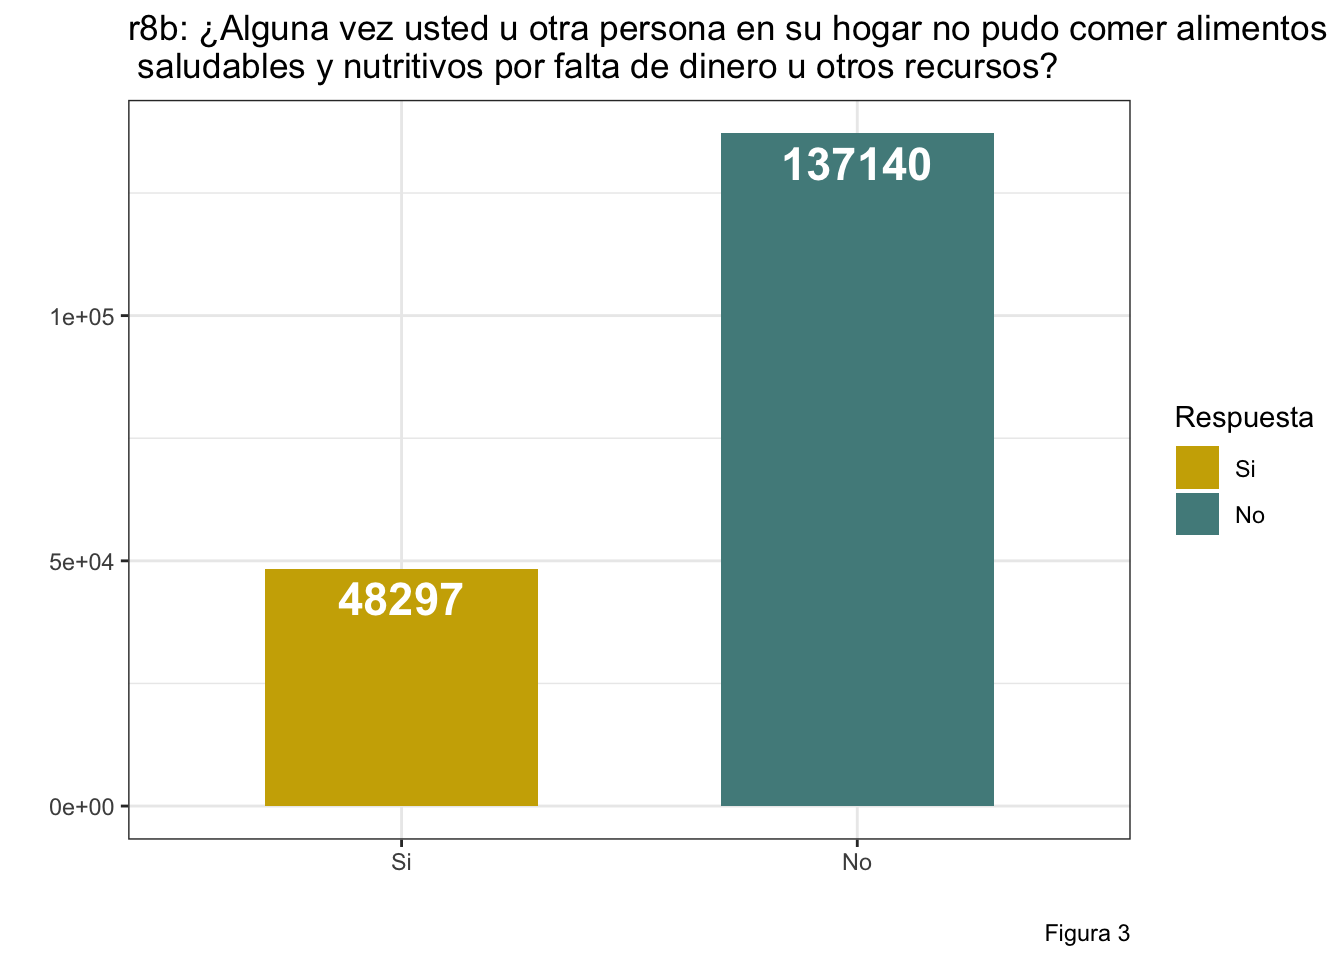 r8b: ¿Alguna vez usted u otra persona en su hogar no pudo comer alimentos
saludables y nutritivos por falta de dinero u otros recursos?
137140
1e+05
Respuesta
Si
No
5e+04
48297
0e+00
Si No
Figura 3